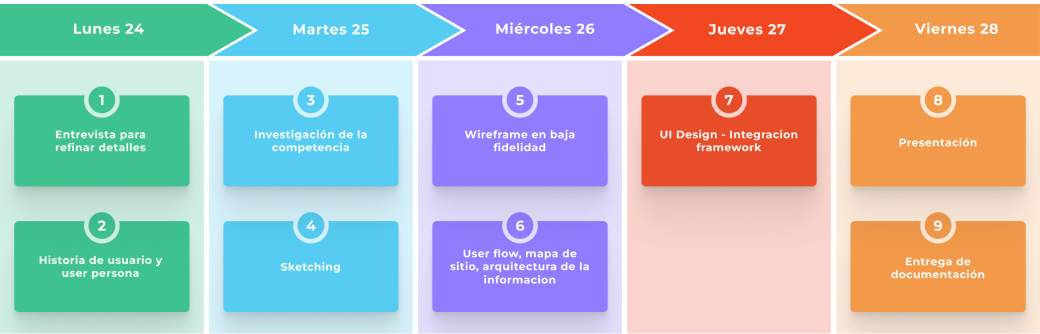 Lunes 24
Martes 25
Miércoles 26
Jueves 27
Viernes 28
1
Entrevista para
refinar detalles
2
Historia de usuario y
user persona
3
Investigación de la
competencia
4
Sketching
5
Wireframe en baja
fidelidad
6
User flow, mapa de
sitio, arquitectura de la
informacion
7
UI Design - Integracion
framework
8
Presentación
9
Entrega de
documentación